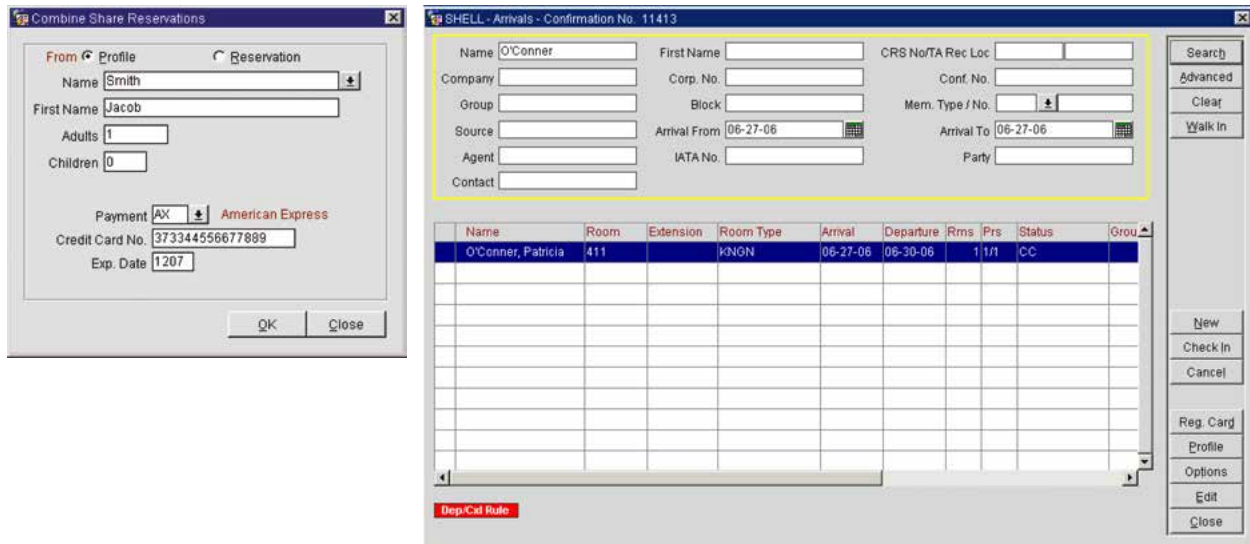 Combine Share Reservations
From Profile Reservation
Name Smith
First Name Jacob
Adults 1
Children 0
Payment AX American Express
Credit Card No. 373344556677889
Exp. Date 1207
OK Close
SHELL - Arrivals - Confirmation No. 11413
Name O'Conner First Name CRS No/TA Rec Loc
Company Corp. No. Conf. No.
Group Block Mem. Type / No.
Source Arrival From 06-27-06 Arrival To 06-27-06
Agent IATA No. Party
Contact
Search
Advanced
Clear
Walk In
Name Room Extension Room Type Arrival Departure Rms Prs Status Grou
O'Conner, Patricia 411 KNGN 06-27-06 06-30-06 1 1/1 CC
New
Check In
Cancel
Reg. Card
Profile
Options
Edit
Close
Dep/Cxl Rule